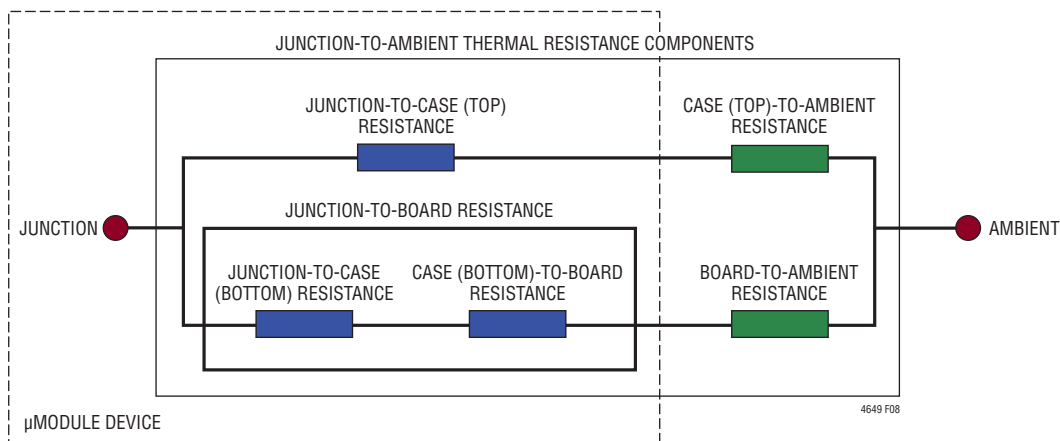 JUNCTION-TO-AMBIENT THERMAL RESISTANCE COMPONENTS
JUNCTION-TO-CASE (TOP)
RESISTANCE
CASE (TOP)-TO-AMBIENT
RESISTANCE
JUNCTION
JUNCTION-TO-BOARD RESISTANCE
AMBIENT
JUNCTION-TO-CASE
(BOTTOM) RESISTANCE
CASE (BOTTOM)-TO-BOARD
RESISTANCE
BOARD-TO-AMBIENT
RESISTANCE
4649 F08
µMODULE DEVICE